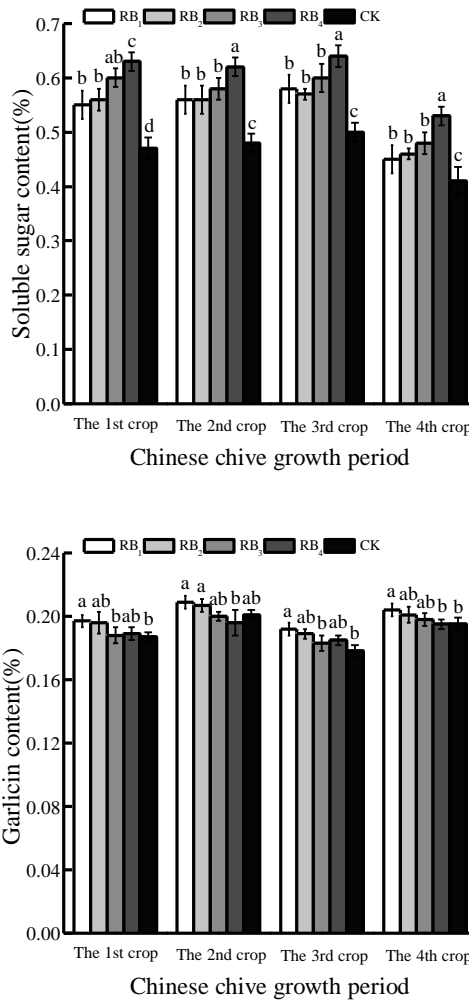 RB₁ RB₂ RB₃ RB₄ CK
0.7
0.6
0.5
0.4
0.3
0.2
0.1
0.0
Soluble sugar content(%)
b b ab c d
b b b a c
b b b a c
b b b a c
The 1st crop The 2nd crop The 3rd crop The 4th crop
Chinese chive growth period
RB₁ RB₂ RB₃ RB₄ CK
0.24
0.20
0.16
0.12
0.08
0.04
0.00
Garlicin content(%)
a ab b ab b
a a ab b ab
a ab b ab b
a ab ab b b
The 1st crop The 2nd crop The 3rd crop The 4th crop
Chinese chive growth period